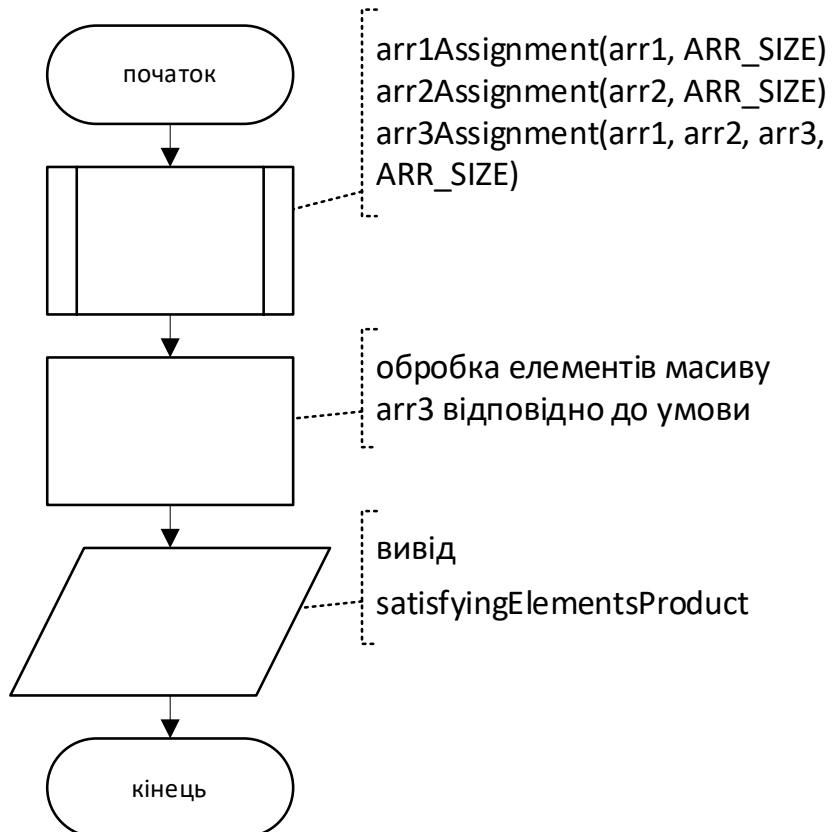 початок
arr1Assignment(arr1, ARR_SIZE)
arr2Assignment(arr2, ARR_SIZE)
arr3Assignment(arr1, arr2, arr3,
ARR_SIZE)
обробка елементів масиву
arr3 відповідно до умови
вивід
satisfyingElementsProduct
кінець